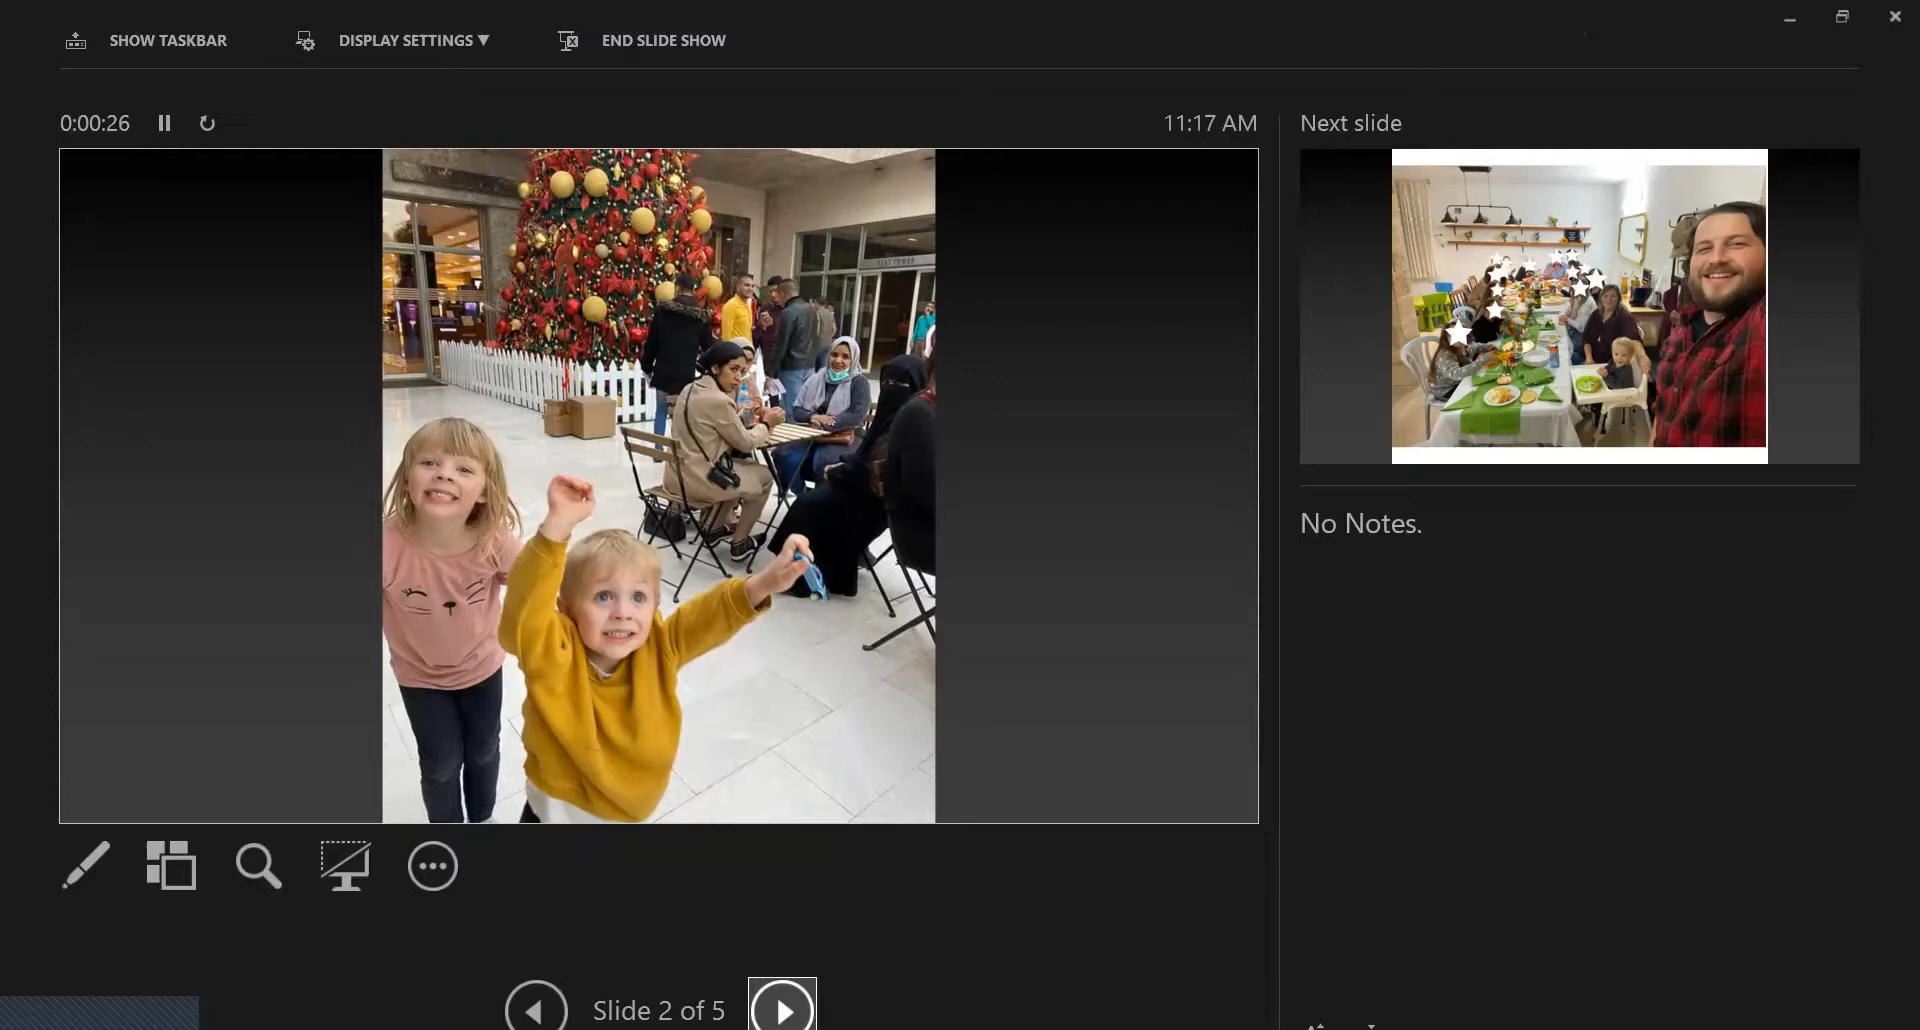 SHOW TASKBAR
DISPLAY SETTINGS ▼
END SLIDE SHOW
0:00:26
11:17 AM
Next slide
No Notes.
Slide 2 of 5